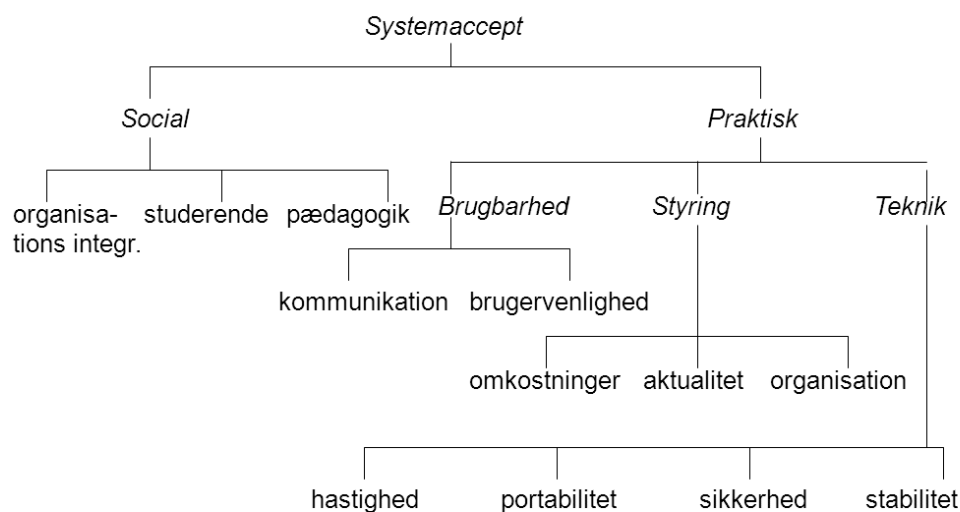 Systemaccept
Social
Praktisk
organisa-
tions integr.
studerende
pædagogik
Brugbarhed
Styring
Teknik
kommunikation
brugervenlighed
omkostninger
aktualitet
organisation
hastighed
portabilitet
sikkerhed
stabilitet